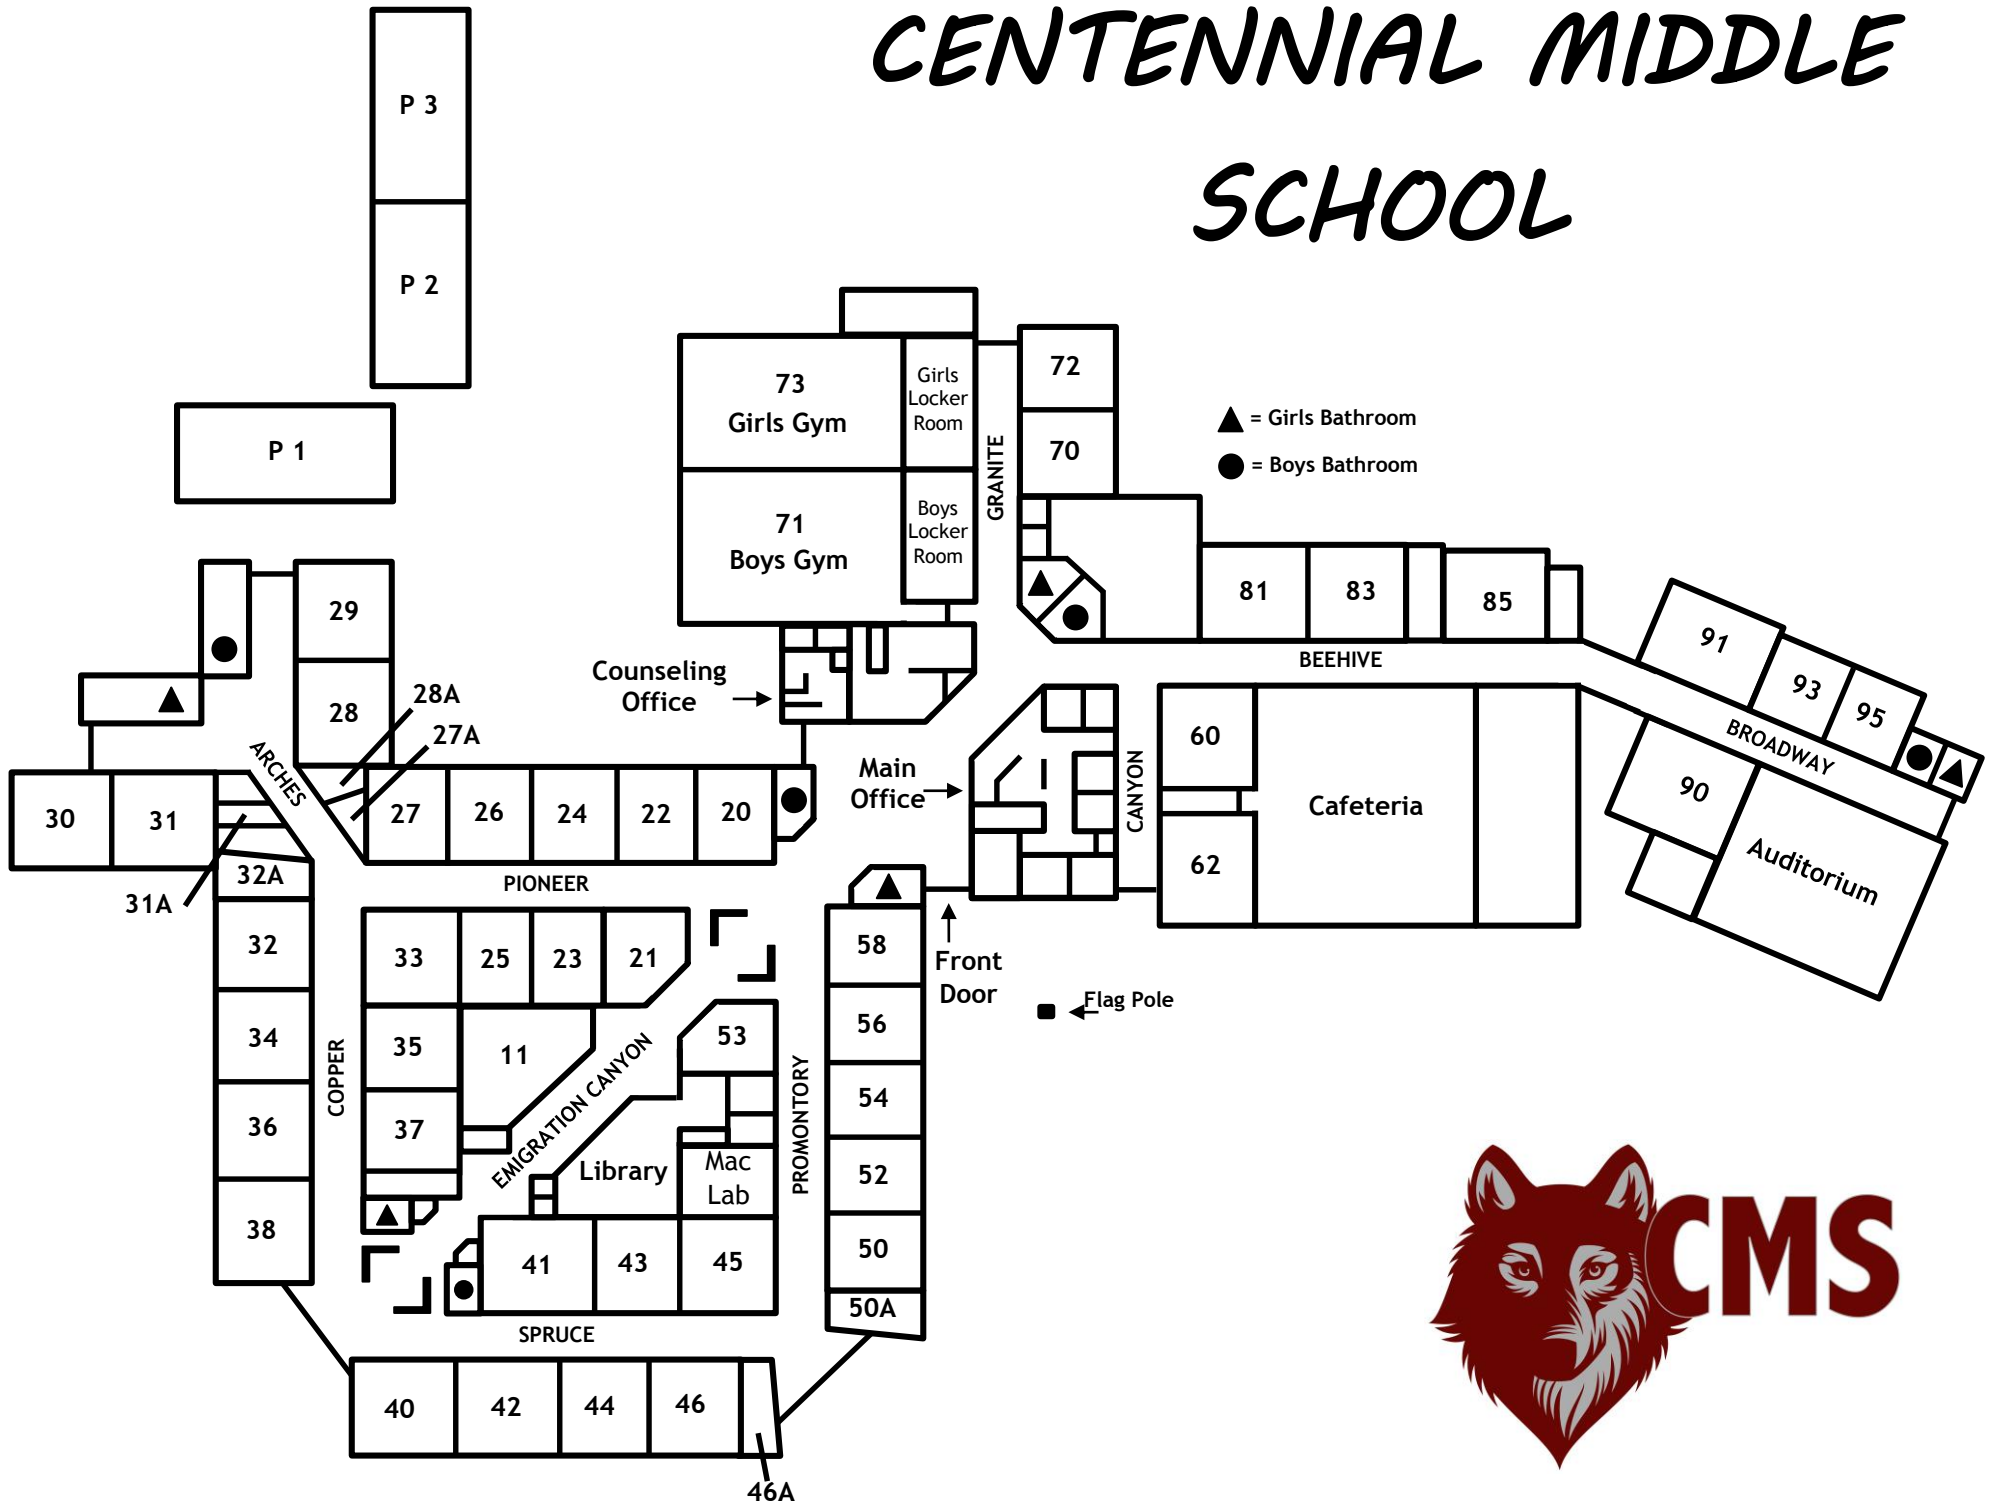 CENTENNIAL MIDDLE
SCHOOL
P 3
P 2
P 1
73
Girls Gym
Girls
Locker
Room
71
Boys Gym
Boys
Locker
Room
GRANITE
72
70
= Girls Bathroom
= Boys Bathroom
81
83
85
BEEHIVE
91
93
95
BROADWAY
90
Auditorium
29
28
28A
27A
ARCHES
Counseling
Office
Main
Office
CANYON
60
62
Cafeteria
30
31
31A
32A
27
26
24
22
20
PIONEER
32
34
36
38
COPPER
33
25
23
21
35
11
37
EMIGRATION CANYON
53
Library
Mac
Lab
41
43
45
PROMONTORY
58
56
54
52
50
50A
Front
Door
Flag Pole
SPRUCE
40
42
44
46
46A
CMS